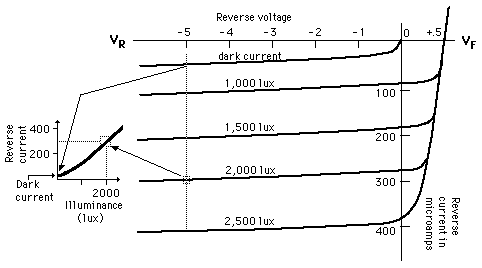 Reverse voltage
VR
-5
-4
-3
-2
-1
0
+.5
VF
dark current
1,000 lux
100
1,500 lux
200
2,000 lux
300
2,500 lux
400
Reverse
current in
microamps
Reverse
current
400
200
Dark
current
2000
Illuminance
(lux)